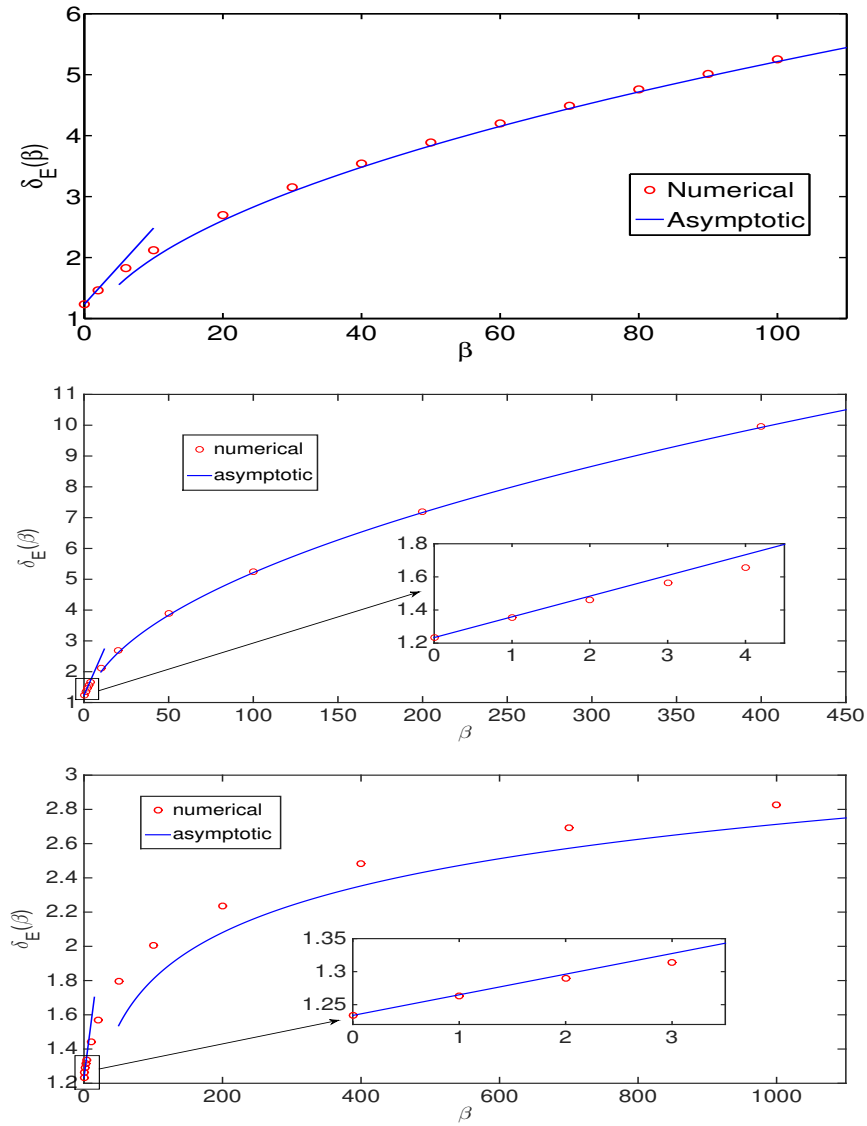 6
5
4
3
2
1
δ_E(β)
Numerical
Asymptotic
0 20 40 60 80 100
β
11
10
9
8
7
6
5
4
3
2
1
δ_E(β)
numerical
asymptotic
1.8
1.6
1.4
1.2
0 1 2 3 4
0 50 100 150 200 250 300 350 400 450
β
3
2.8
2.6
2.4
2.2
2
1.8
1.6
1.4
1.2
δ_E(β)
numerical
asymptotic
1.35
1.3
1.25
0 1 2 3
0 200 400 600 800 1000
β